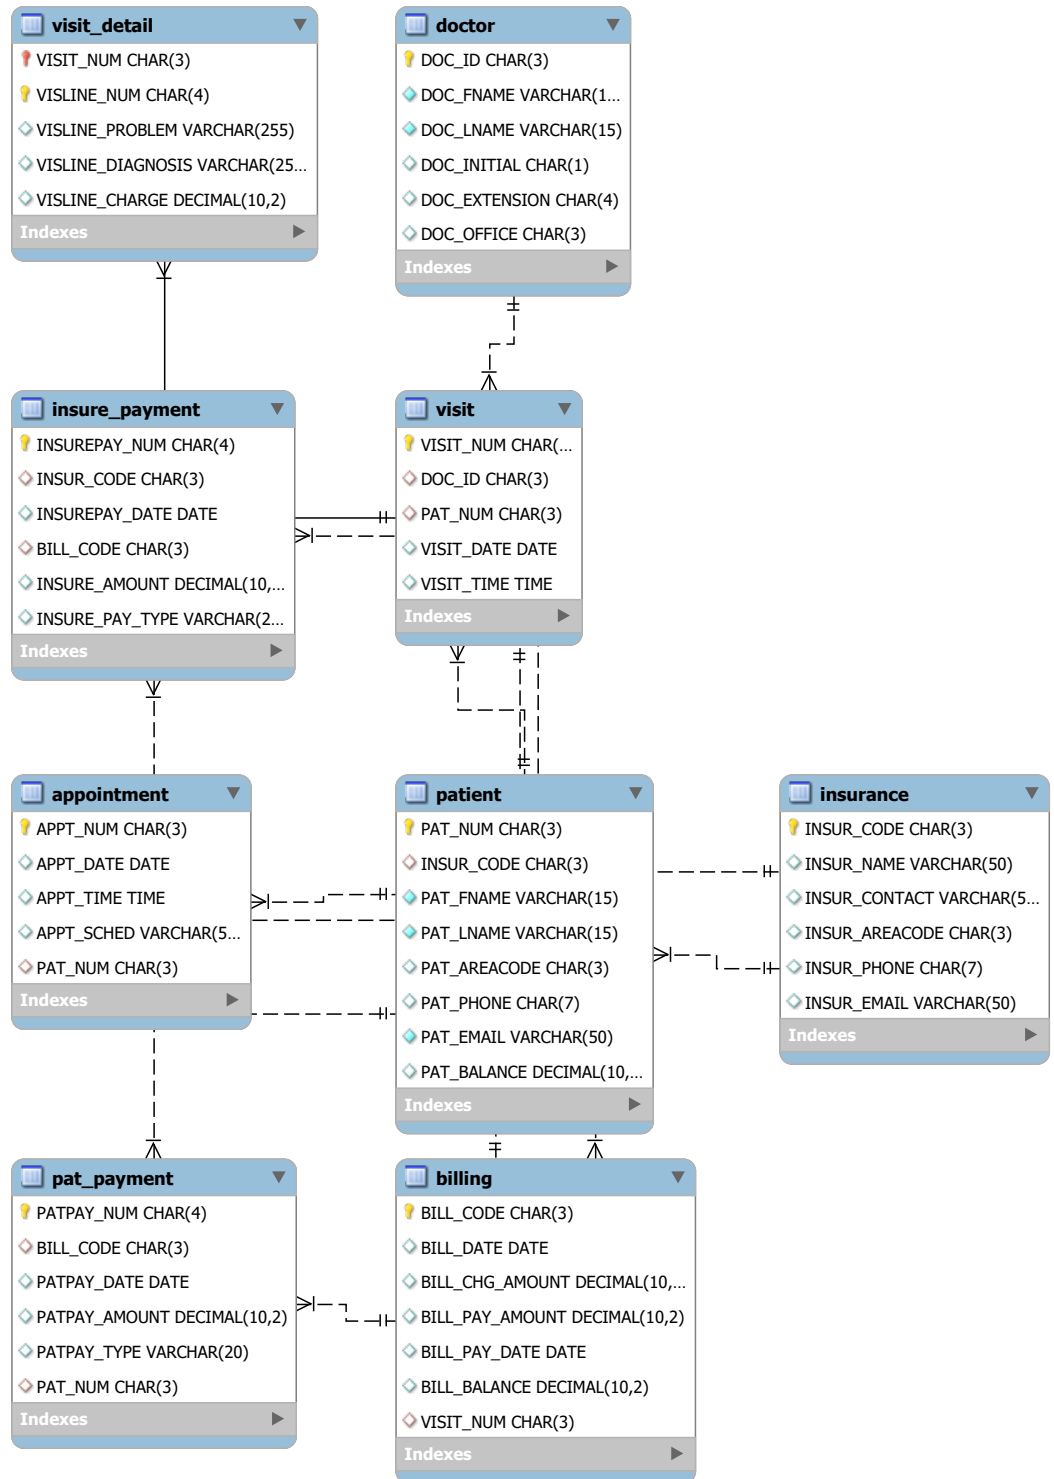 visit_detail
VISIT_NUM CHAR(3)
VISLINE_NUM CHAR(4)
VISLINE_PROBLEM VARCHAR(255)
VISLINE_DIAGNOSIS VARCHAR(25...
VISLINE_CHARGE DECIMAL(10,2)
Indexes
doctor
DOC_ID CHAR(3)
DOC_FNAME VARCHAR(1...
DOC_LNAME VARCHAR(15)
DOC_INITIAL CHAR(1)
DOC_EXTENSION CHAR(4)
DOC_OFFICE CHAR(3)
Indexes
insure_payment
INSUREPAY_NUM CHAR(4)
INSUR_CODE CHAR(3)
INSUREPAY_DATE DATE
BILL_CODE CHAR(3)
INSURE_AMOUNT DECIMAL(10,...
INSURE_PAY_TYPE VARCHAR(2...
Indexes
visit
VISIT_NUM CHAR(...
DOC_ID CHAR(3)
PAT_NUM CHAR(3)
VISIT_DATE DATE
VISIT_TIME TIME
Indexes
appointment
APPT_NUM CHAR(3)
APPT_DATE DATE
APPT_TIME TIME
APPT_SCHED VARCHAR(5...
PAT_NUM CHAR(3)
Indexes
patient
PAT_NUM CHAR(3)
INSUR_CODE CHAR(3)
PAT_FNAME VARCHAR(15)
PAT_LNAME VARCHAR(15)
PAT_AREACODE CHAR(3)
PAT_PHONE CHAR(7)
PAT_EMAIL VARCHAR(50)
PAT_BALANCE DECIMAL(10,...
Indexes
insurance
INSUR_CODE CHAR(3)
INSUR_NAME VARCHAR(50)
INSUR_CONTACT VARCHAR(5...
INSUR_AREACODE CHAR(3)
INSUR_PHONE CHAR(7)
INSUR_EMAIL VARCHAR(50)
Indexes
pat_payment
PATPAY_NUM CHAR(4)
BILL_CODE CHAR(3)
PATPAY_DATE DATE
PATPAY_AMOUNT DECIMAL(10,2)
PATPAY_TYPE VARCHAR(20)
PAT_NUM CHAR(3)
Indexes
billing
BILL_CODE CHAR(3)
BILL_DATE DATE
BILL_CHG_AMOUNT DECIMAL(10,...
BILL_PAY_AMOUNT DECIMAL(10,2)
BILL_PAY_DATE DATE
BILL_BALANCE DECIMAL(10,2)
VISIT_NUM CHAR(3)
Indexes